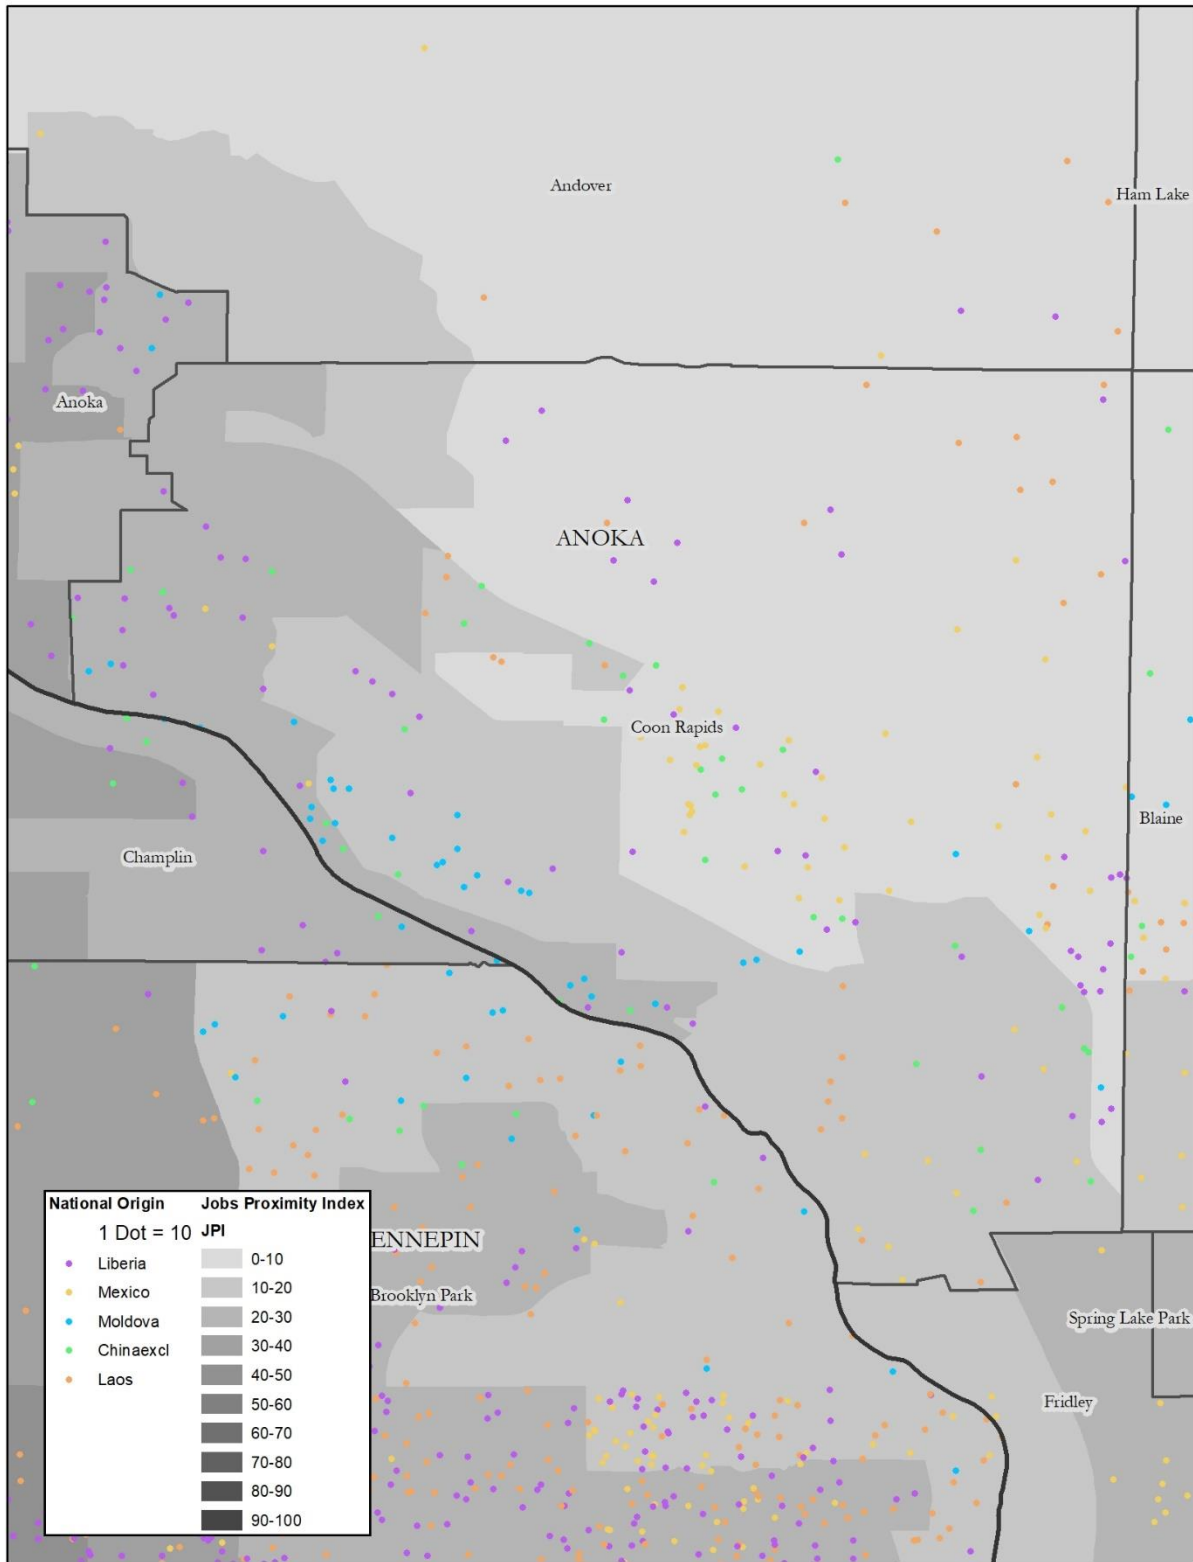 Andover
Ham Lake
Anoka
ANOKA
Coon Rapids
Blaine
Champlin
National Origin
1 Dot = 10
Liberia
Mexico
Moldova
Chinaexcl
Laos
Jobs Proximity Index
JPI
0-10
10-20
20-30
30-40
40-50
50-60
60-70
70-80
80-90
90-100
ENNEPIN
Brooklyn Park
Spring Lake Park
Fridley